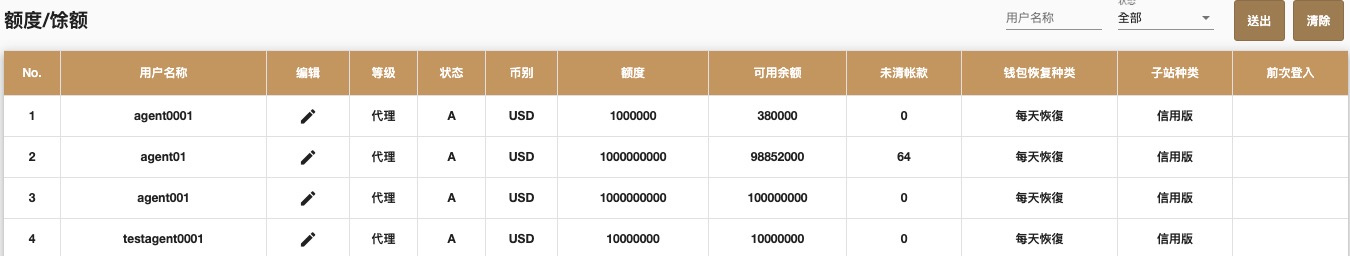 额度/馀额
用户名称 状态 全部 送出 清除
No. 用户名称 编辑 等级 状态 币别 额度 可用余额 未清帐款 钱包恢复种类 子站种类 前次登入
1 agent0001 代理 A USD 1000000 380000 0 每天恢復 信用版
2 agent01 代理 A USD 1000000000 98852000 64 每天恢復 信用版
3 agent001 代理 A USD 1000000000 100000000 0 每天恢復 信用版
4 testagent0001 代理 A USD 10000000 10000000 0 每天恢復 信用版